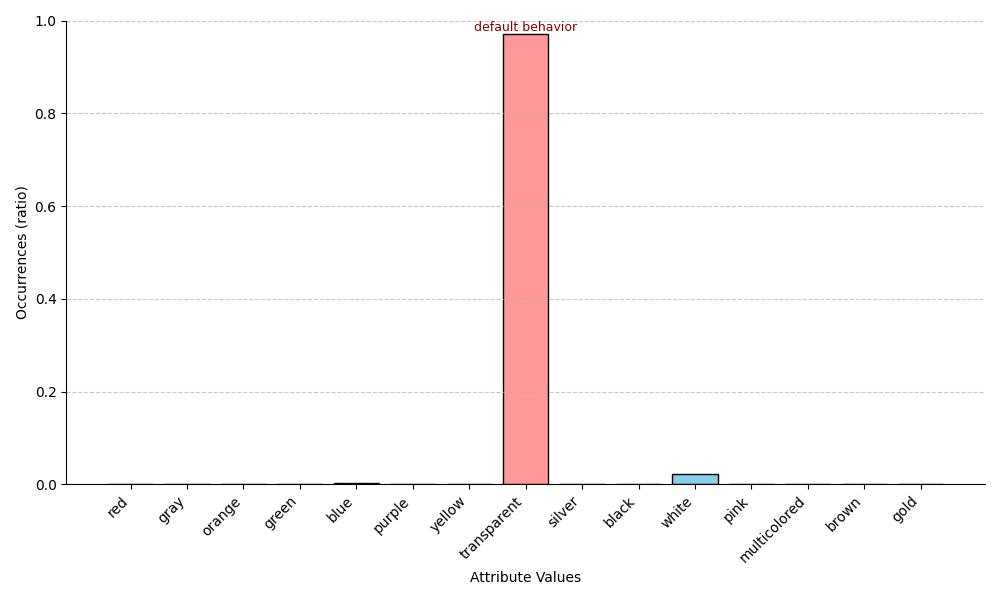 default behavior
1.0
0.8
0.6
0.4
0.2
0.0
Occurrences (ratio)
red
gray
orange
green
blue
purple
yellow
transparent
silver
black
white
pink
multicolored
brown
gold
Attribute Values